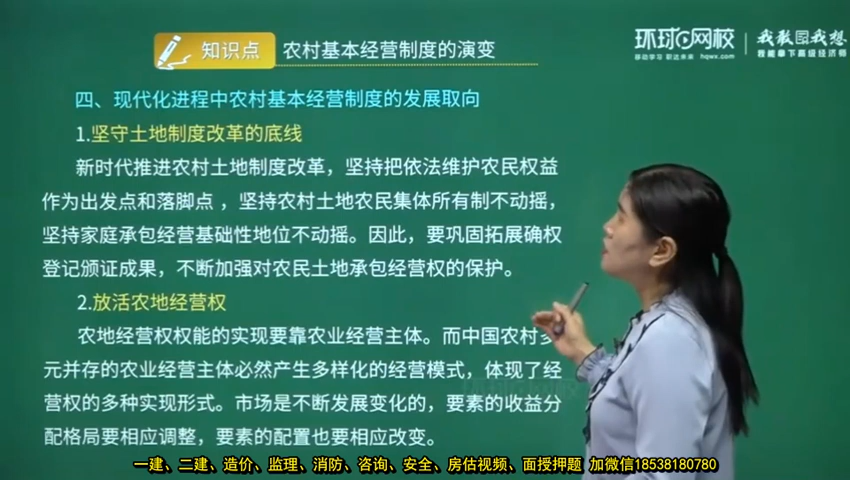 知识点 农村基本经营制度的演变
环球网校 我敢和我想
移动学习 职达未来 hqwx.com 我能拿下高级经济师
四、现代化进程中农村基本经营制度的发展取向
1.坚守土地制度改革的底线
新时代推进农村土地制度改革，坚持把依法维护农民权益
作为出发点和落脚点 ，坚持农村土地农民集体所有制不动摇，
坚持家庭承包经营基础性地位不动摇。因此，要巩固拓展确权
登记颁证成果，不断加强对农民土地承包经营权的保护。
2.放活农地经营权
农地经营权权能的实现要靠农业经营主体。而中国农村多
元并存的农业经营主体必然产生多样化的经营模式，体现了经
营权的多种实现形式。市场是不断发展变化的，要素的收益分
配格局要相应调整，要素的配置也要相应改变。
一建、二建、造价、监理、消防、咨询、安全、房估视频、面授押题 加微信18538180780